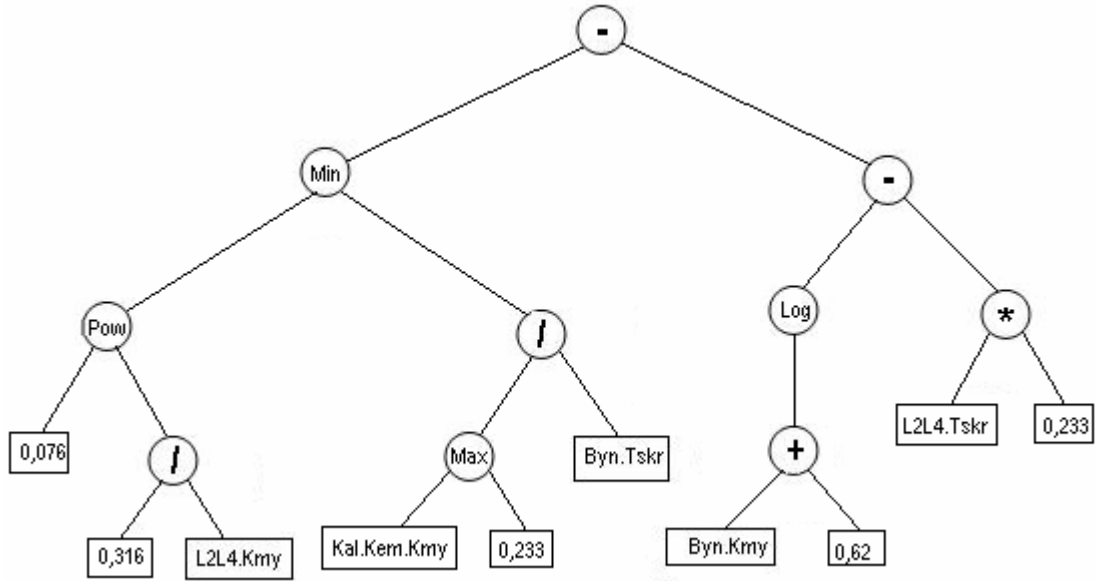 -
Min
-
Pow
/
Log
*
0,076
/
Max
Byn.Tskr
+
L2L4.Tskr
0,233
0,316
L2L4.Kmy
Kal.Kem.Kmy
0,233
Byn.Kmy
0,62